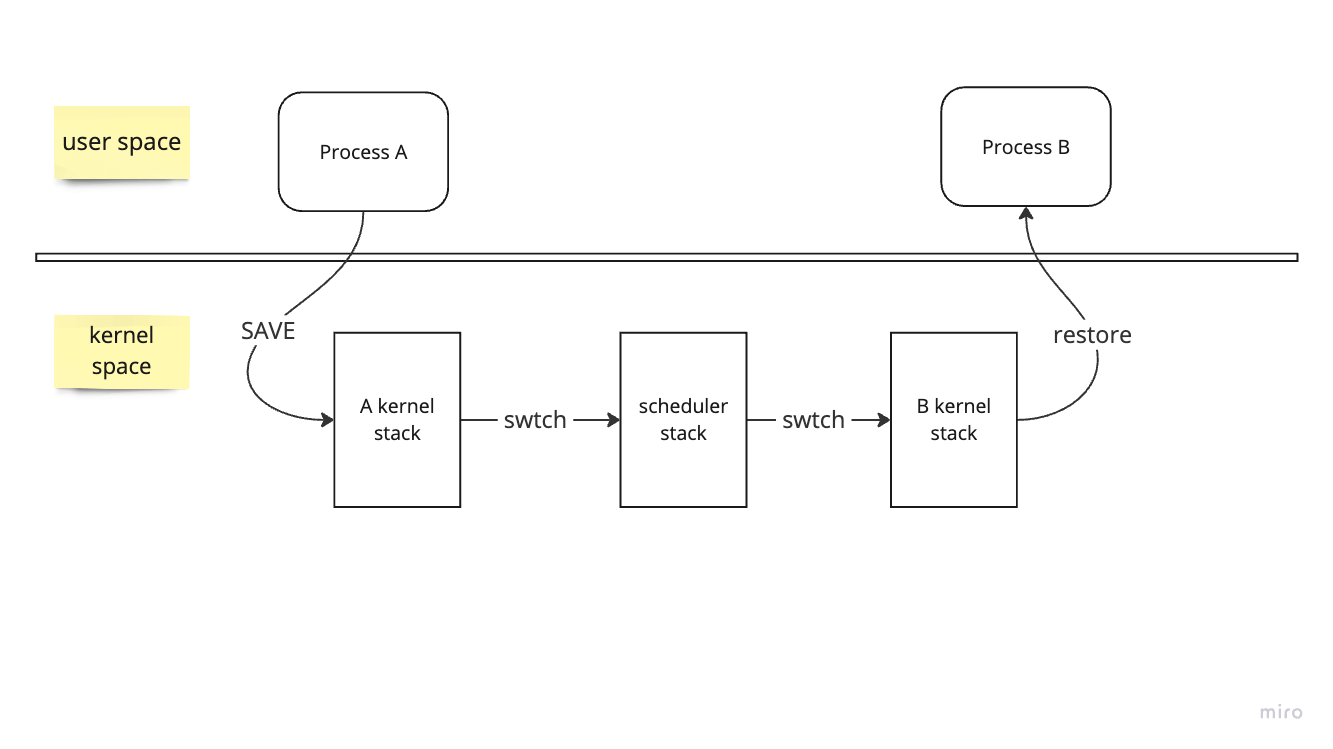 user space
Process A
Process B
kernel
space
SAVE
restore
A kernel
stack
swtch
scheduler
stack
swtch
B kernel
stack
miro